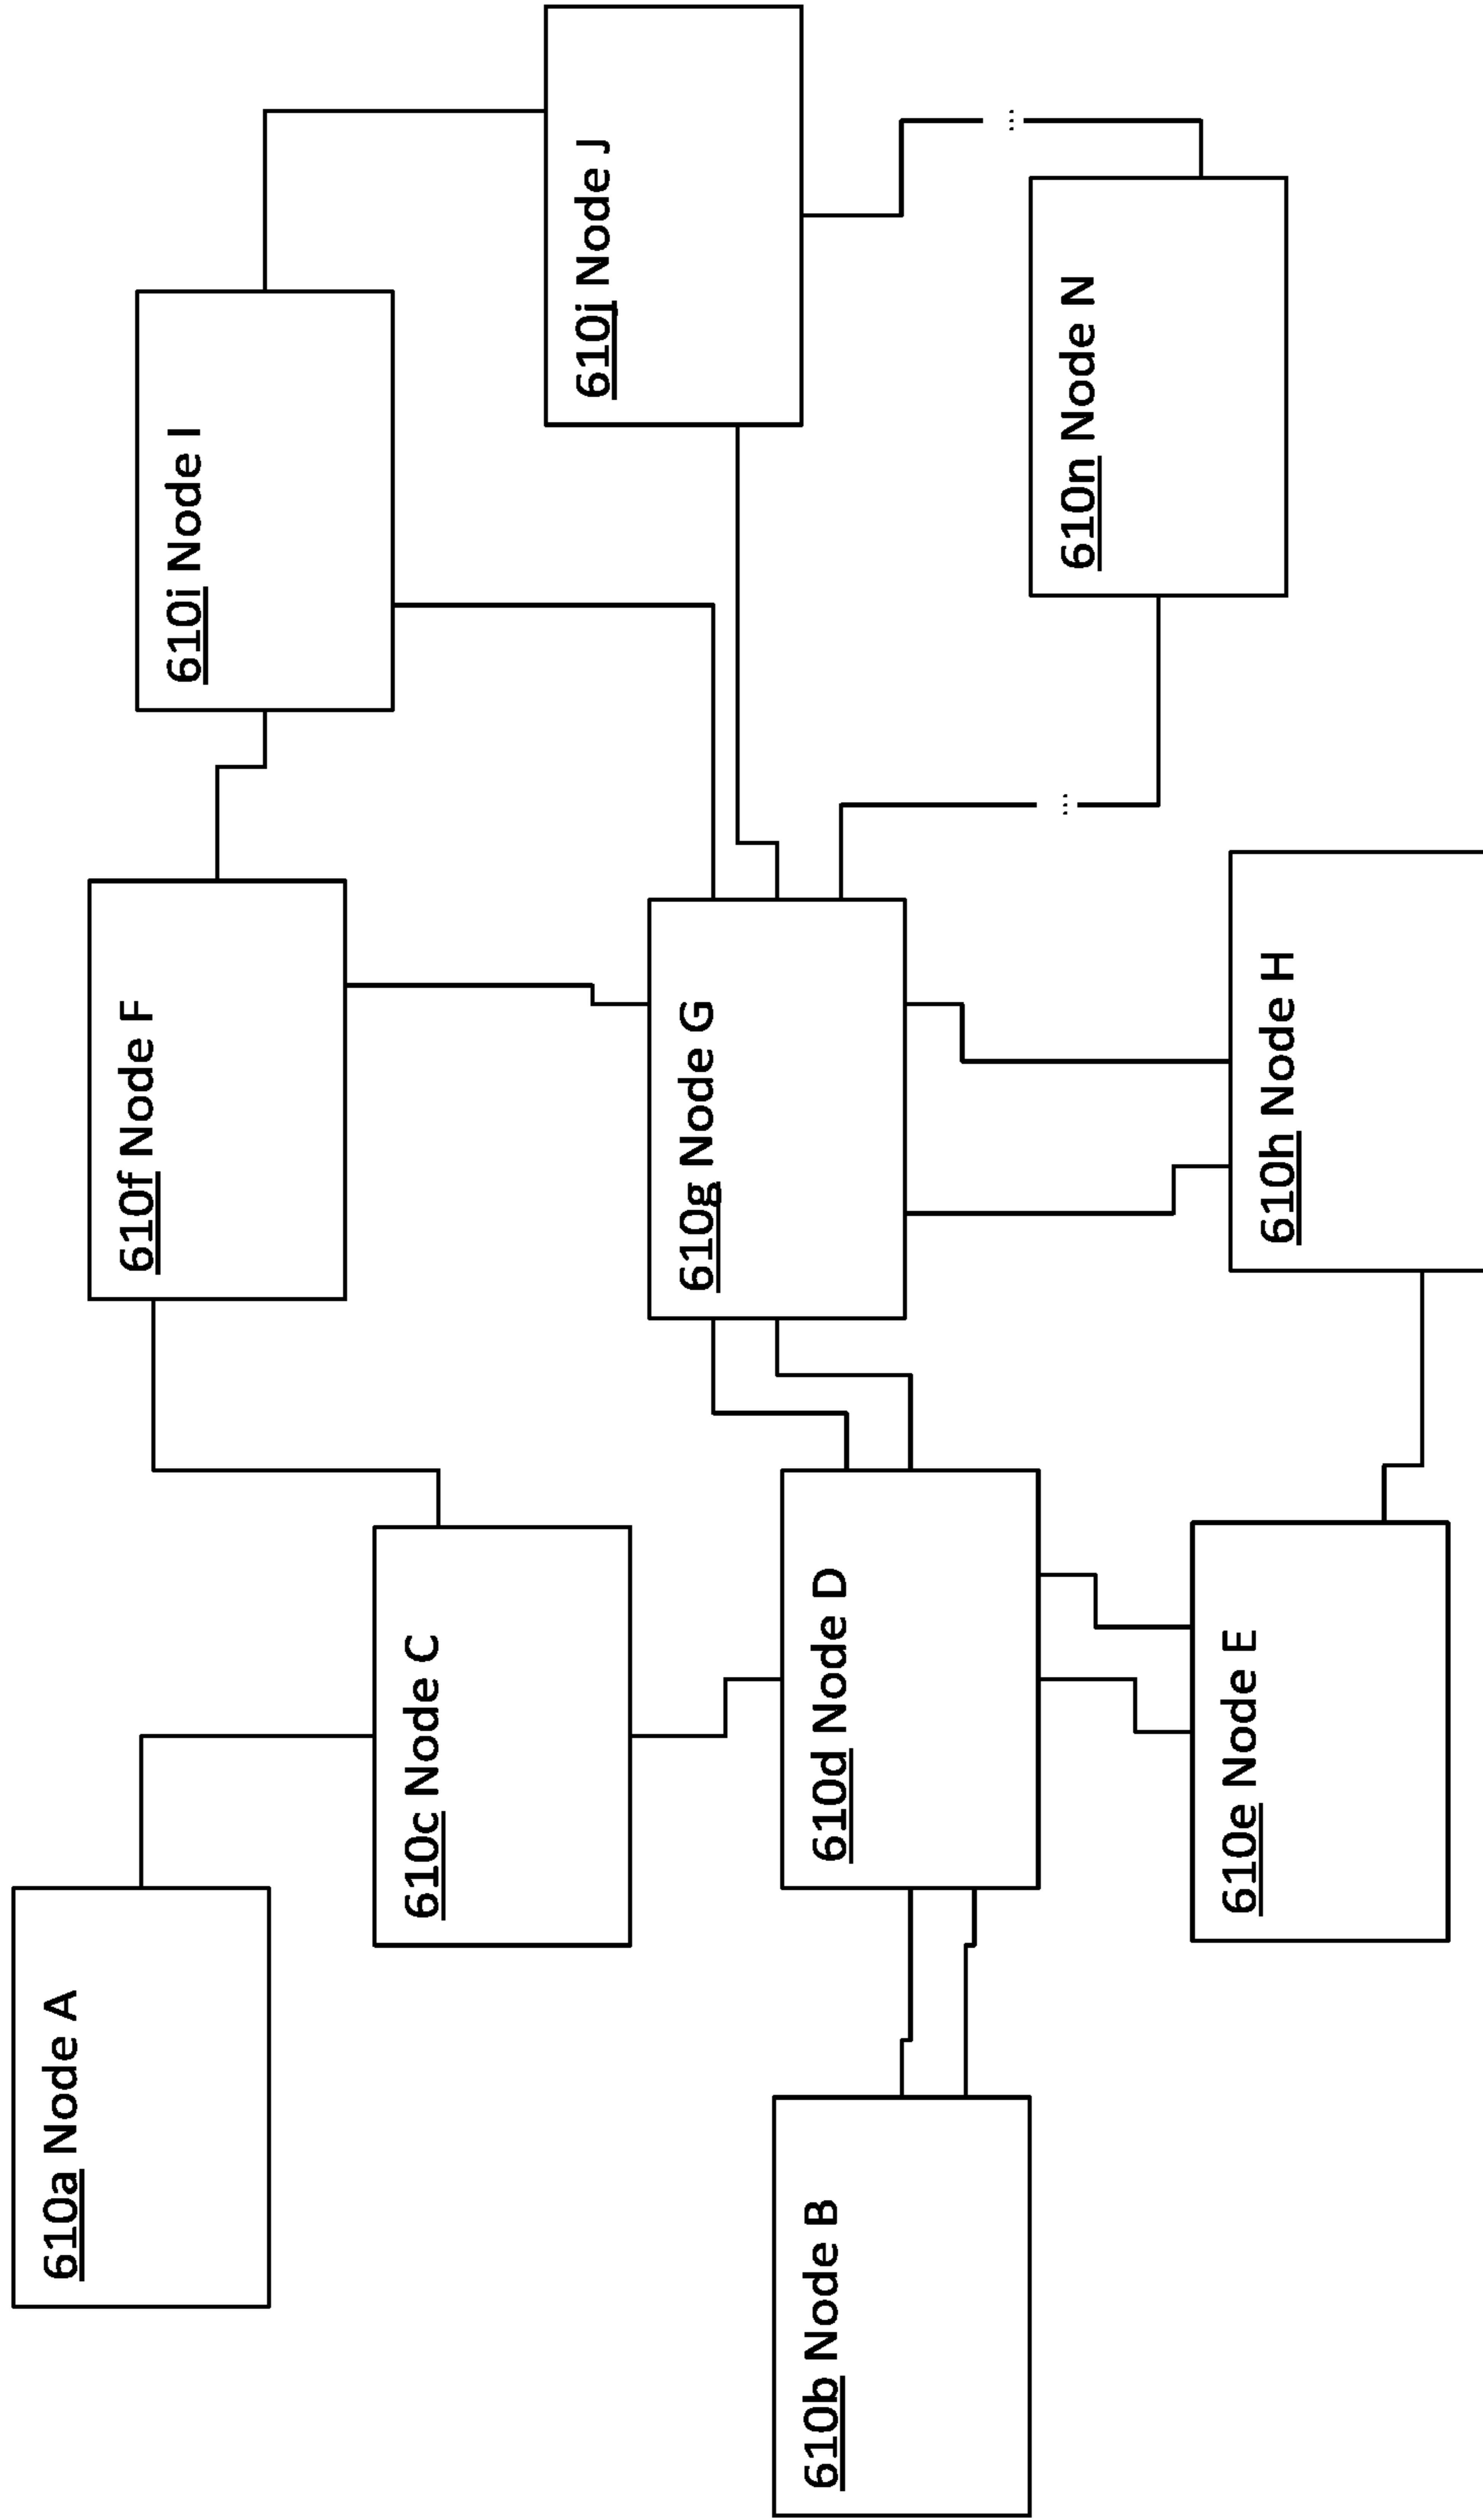 610a Node A
610b Node B
610c Node C
610d Node D
610e Node E
610f Node F
610g Node G
610h Node H
610i Node I
610j Node J
610n Node N
...
...